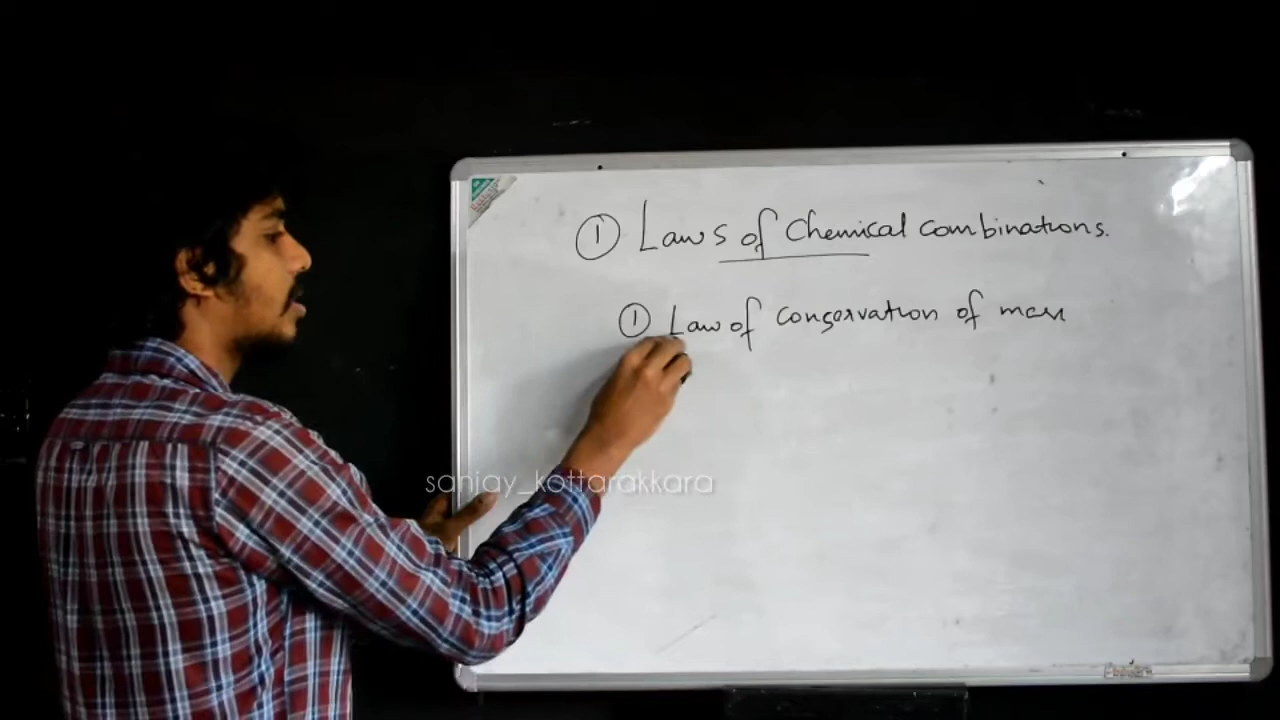 ① Laws of Chemical Combinations.
① Law of conservation of mass
sanjay_kottarakkara